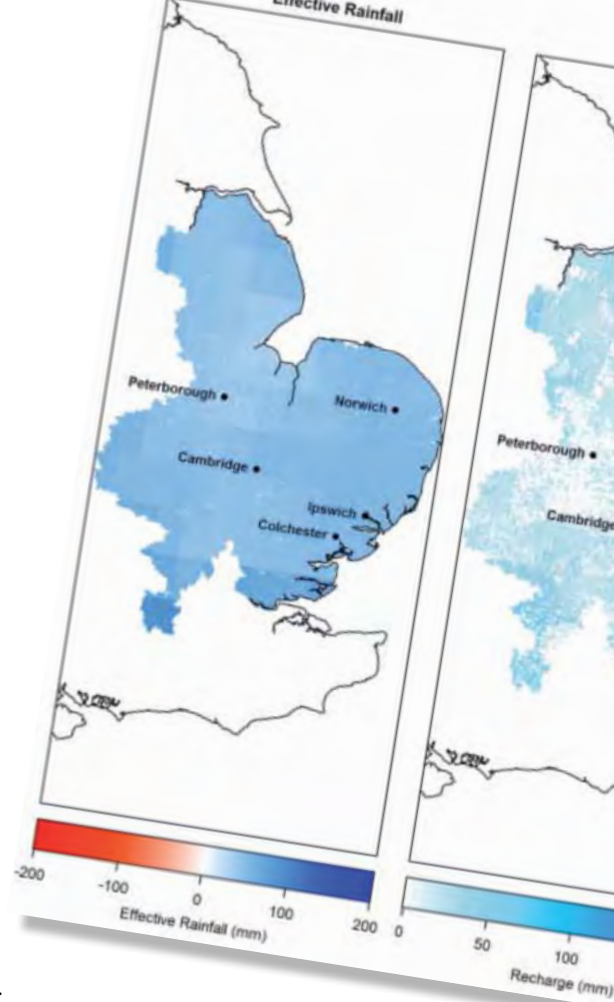 Effective Rainfall
Peterborough
Norwich
Cambridge
Ipswich
Colchester
-200
-100
0
100
200
Effective Rainfall (mm)
Peterborough
Cambridge
0
50
100
Recharge (mm)
.